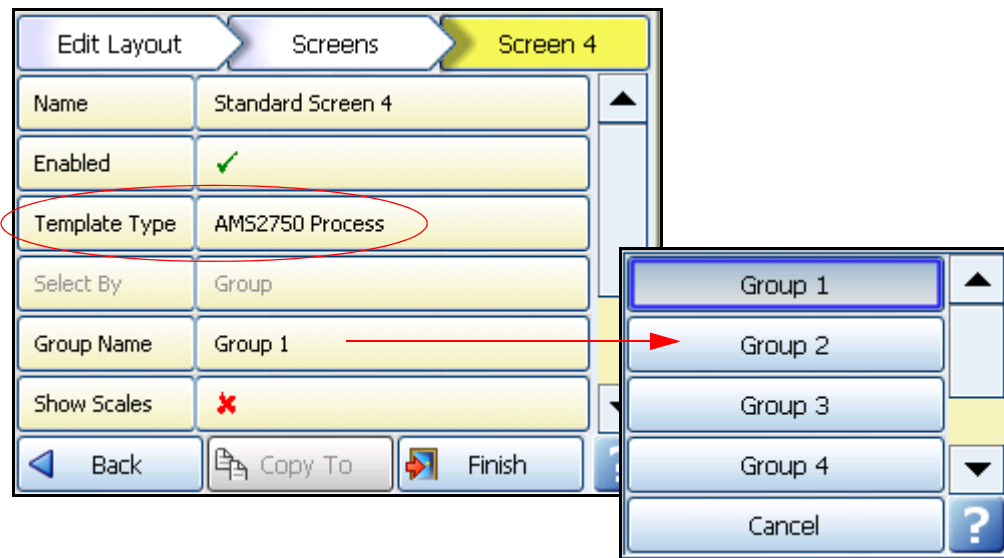 Edit Layout Screens Screen 4
Name Standard Screen 4
Enabled
Template Type AMS2750 Process
Select By Group
Group Name Group 1
Show Scales
Back Copy To Finish
Group 1
Group 2
Group 3
Group 4
Cancel ?